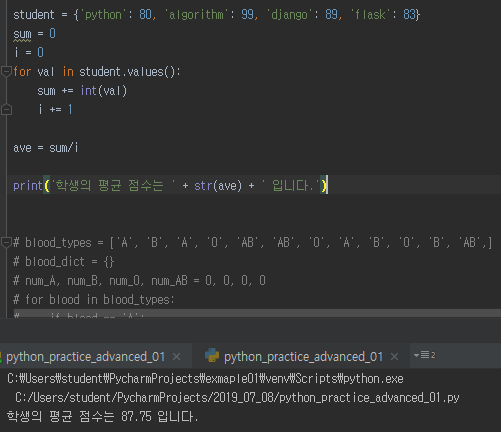 student = {'python': 80, 'algorithm': 99, 'django': 89, 'flask': 83}
sum = 0
i = 0
for val in student.values():
    sum += int(val)
    i += 1
ave = sum/i
print('학생의 평균 점수는 ' + str(ave) + ' 입니다.')
# blood_types = ['A', 'B', 'A', 'O', 'AB', 'AB', 'O', 'A', 'B', 'O', 'B', 'AB',]
# blood_dict = {}
# num_A, num_B, num_O, num_AB = 0, 0, 0, 0
# for blood in blood_types:
#     if blood == 'A':
python_practice_advanced_01 × python_practice_advanced_01 × 2
C:₩Users₩student₩PycharmProjects₩exmaple01₩venv₩Scripts₩python.exe
C:/Users/student/PycharmProjects/2019_07_08/python_practice_advanced_01.py
학생의 평균 점수는 87.75 입니다.